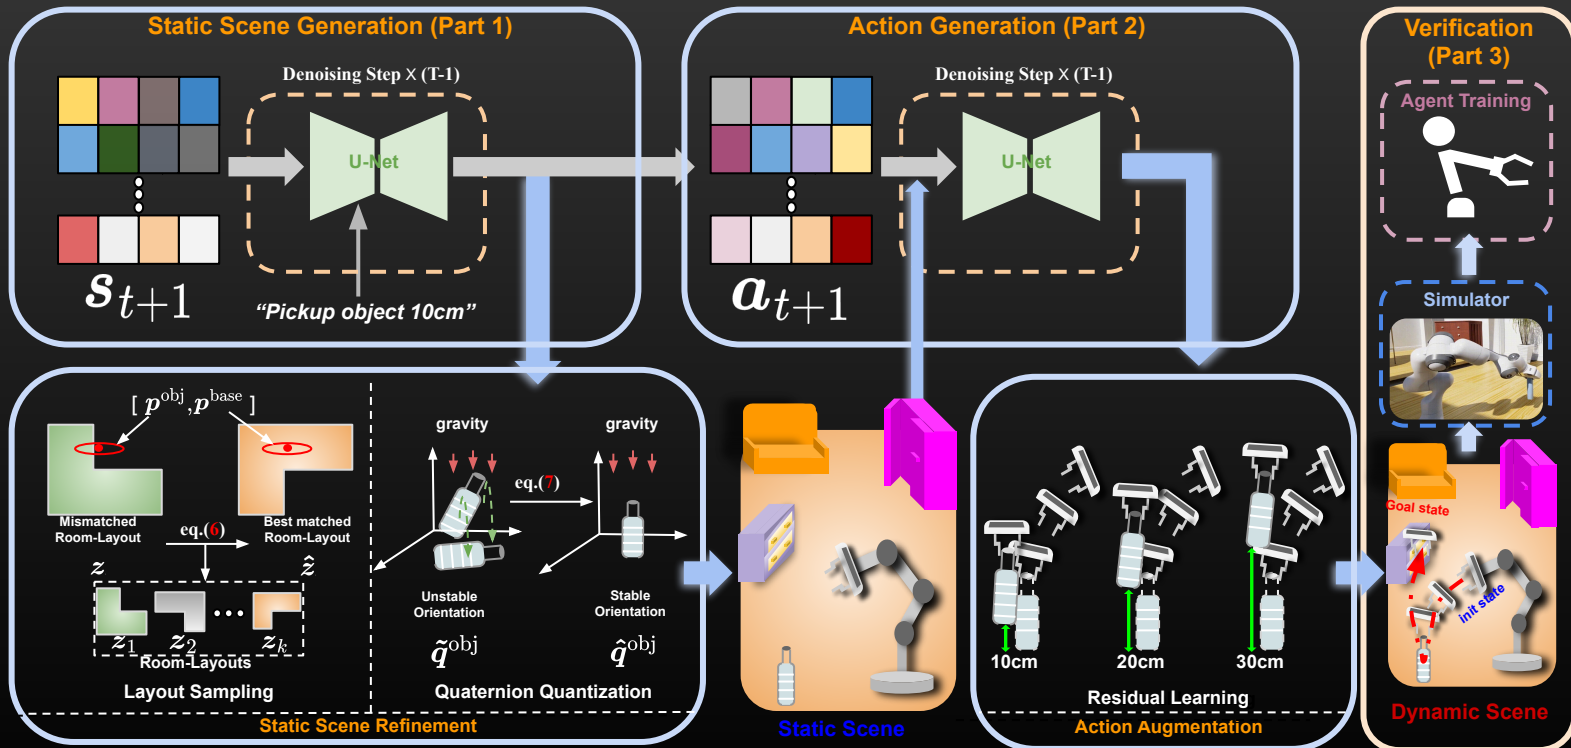 Static Scene Generation (Part 1)
Denoising Step × (T-1)
U-Net
s_{t+1}
“Pickup object 10cm”
Action Generation (Part 2)
Denoising Step × (T-1)
U-Net
a_{t+1}
Verification
(Part 3)
Agent Training
Simulator
[ p^{obj}, p^{base} ]
Mismatched
Room-Layout
Best matched
Room-Layout
eq.(6)
z
ẑ
z_1
z_2
z_k
Room-Layouts
Layout Sampling
gravity
gravity
eq.(7)
Unstable
Orientation
Stable
Orientation
q̃^{obj}
q̂^{obj}
Quaternion Quantization
Static Scene Refinement
Static Scene
10cm
20cm
30cm
Residual Learning
Action Augmentation
Goal state
init state
Dynamic Scene